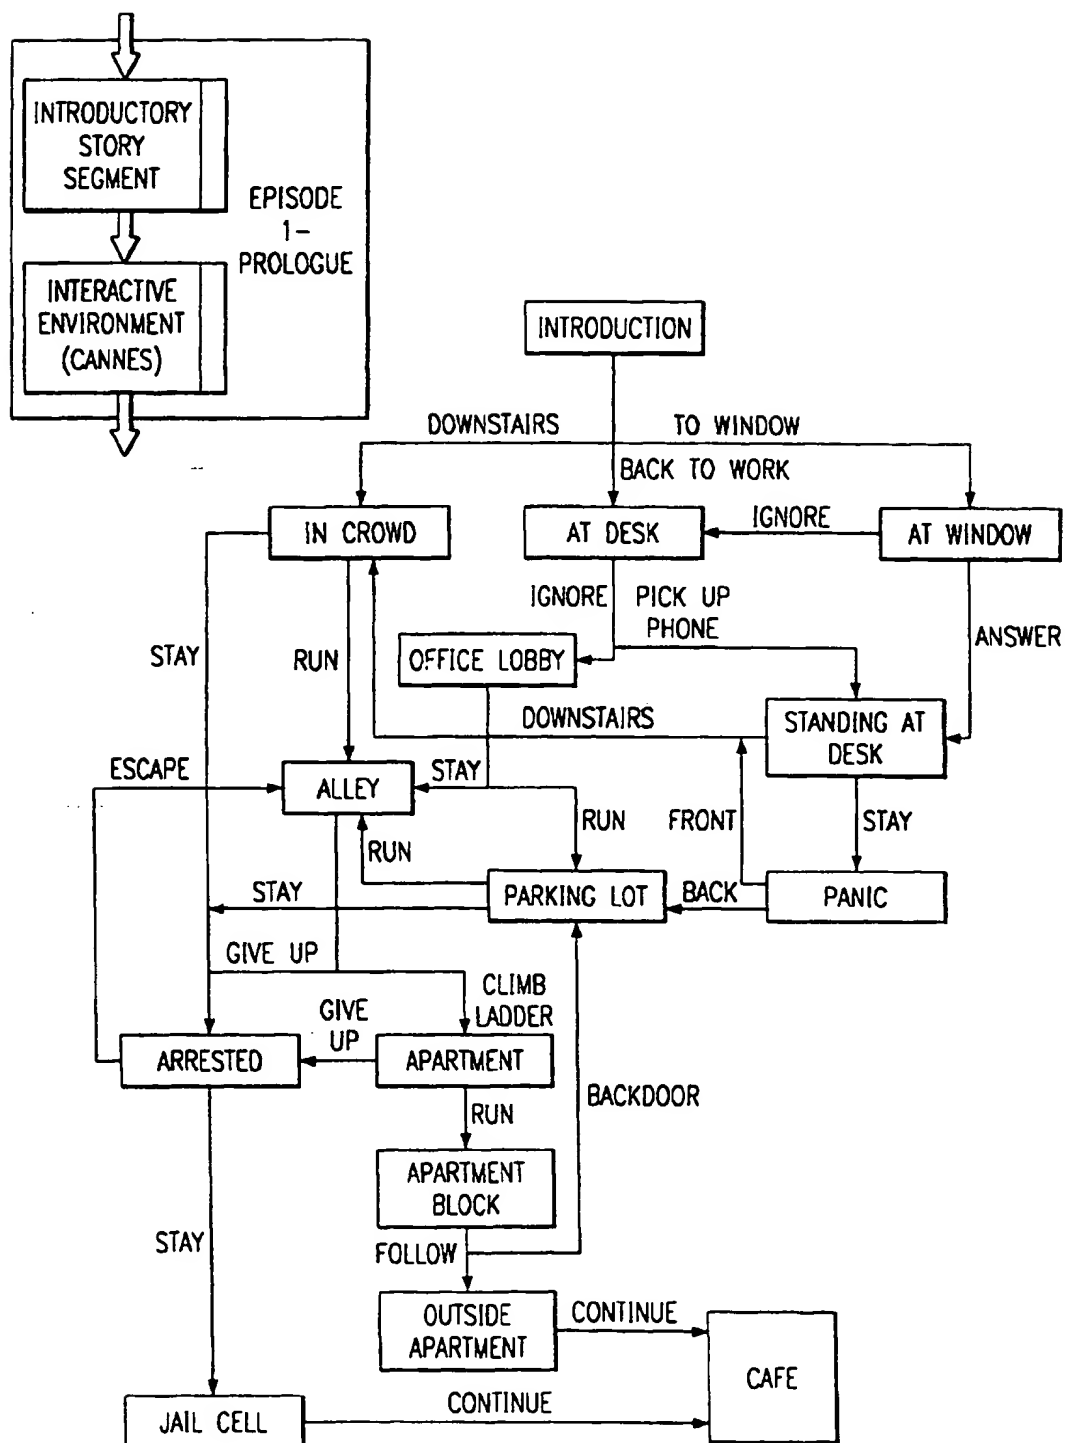 INTRODUCTORY
STORY
SEGMENT
EPISODE
1-
PROLOGUE
INTERACTIVE
ENVIRONMENT
(CANNES)
INTRODUCTION
DOWNSTAIRS
TO WINDOW
BACK TO WORK
IN CROWD
AT DESK
IGNORE
AT WINDOW
IGNORE
PICK UP
PHONE
ANSWER
STAY
RUN
OFFICE LOBBY
DOWNSTAIRS
STANDING AT
DESK
ESCAPE
ALLEY
STAY
RUN
FRONT
STAY
RUN
STAY
PARKING LOT
BACK
PANIC
GIVE UP
CLIMB
LADDER
GIVE
UP
ARRESTED
APARTMENT
BACKDOOR
RUN
APARTMENT
BLOCK
STAY
FOLLOW
OUTSIDE
APARTMENT
CONTINUE
CAFE
JAIL CELL
CONTINUE